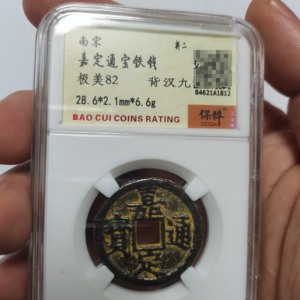 南宋 折二
嘉定通宝铁钱
极美82 背汉九
28.6*2.1mm*6.6g
B4621A1812
BAO CUI COINS RATING
保粹
嘉定通寶